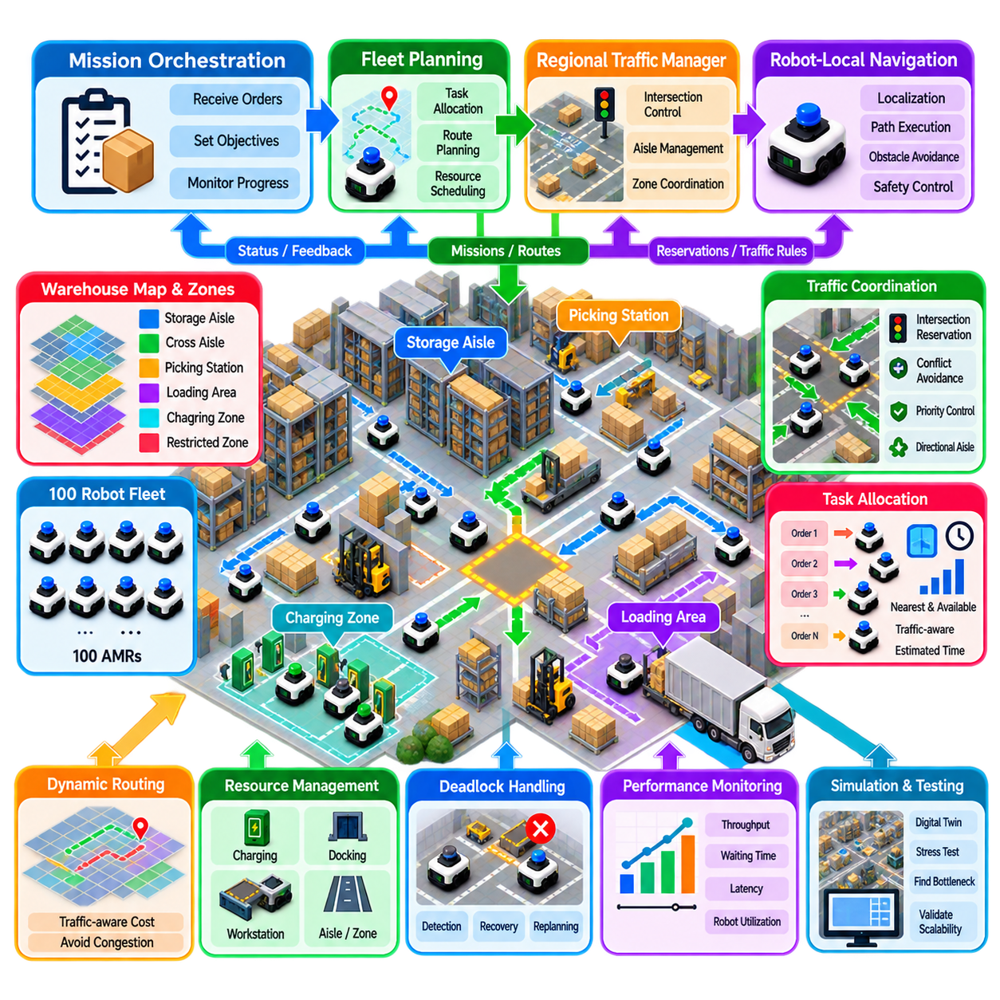 Mission Orchestration
Receive Orders
Set Objectives
Monitor Progress
Fleet Planning
Task
Allocation
Route
Planning
Resource
Scheduling
Regional Traffic Manager
Intersection
Control
Aisle Management
Zone Coordination
Robot-Local Navigation
Localization
Path Execution
Obstacle Avoidance
Safety Control
Status / Feedback
Missions / Routes
Reservations / Traffic Rules
Warehouse Map & Zones
Storage Aisle
Cross Aisle
Picking Station
Loading Area
Chagring Zone
Restricted Zone
Storage Aisle
Picking Station
Traffic Coordination
Intersection
Reservation
Conflict
Avoidance
Priority Control
Directional Aisle
100 Robot Fleet
... ...
100 AMRs
Charging Zone
Loading Area
Task Allocation
Order 1
Order 2
Order 3
...
Order N
Nearest & Available
Traffic-aware
Estimated Time
Dynamic Routing
Traffic-aware Cost
Avoid Congestion
Resource Management
Charging
Docking
Workstation
Aisle / Zone
Deadlock Handling
Detection
Recovery
Replanning
Performance Monitoring
Throughput
Waiting Time
Latency
Robot Utilization
Simulation & Testing
Digital Twin
Stress Test
Find Bottleneck
Validate
Scalability